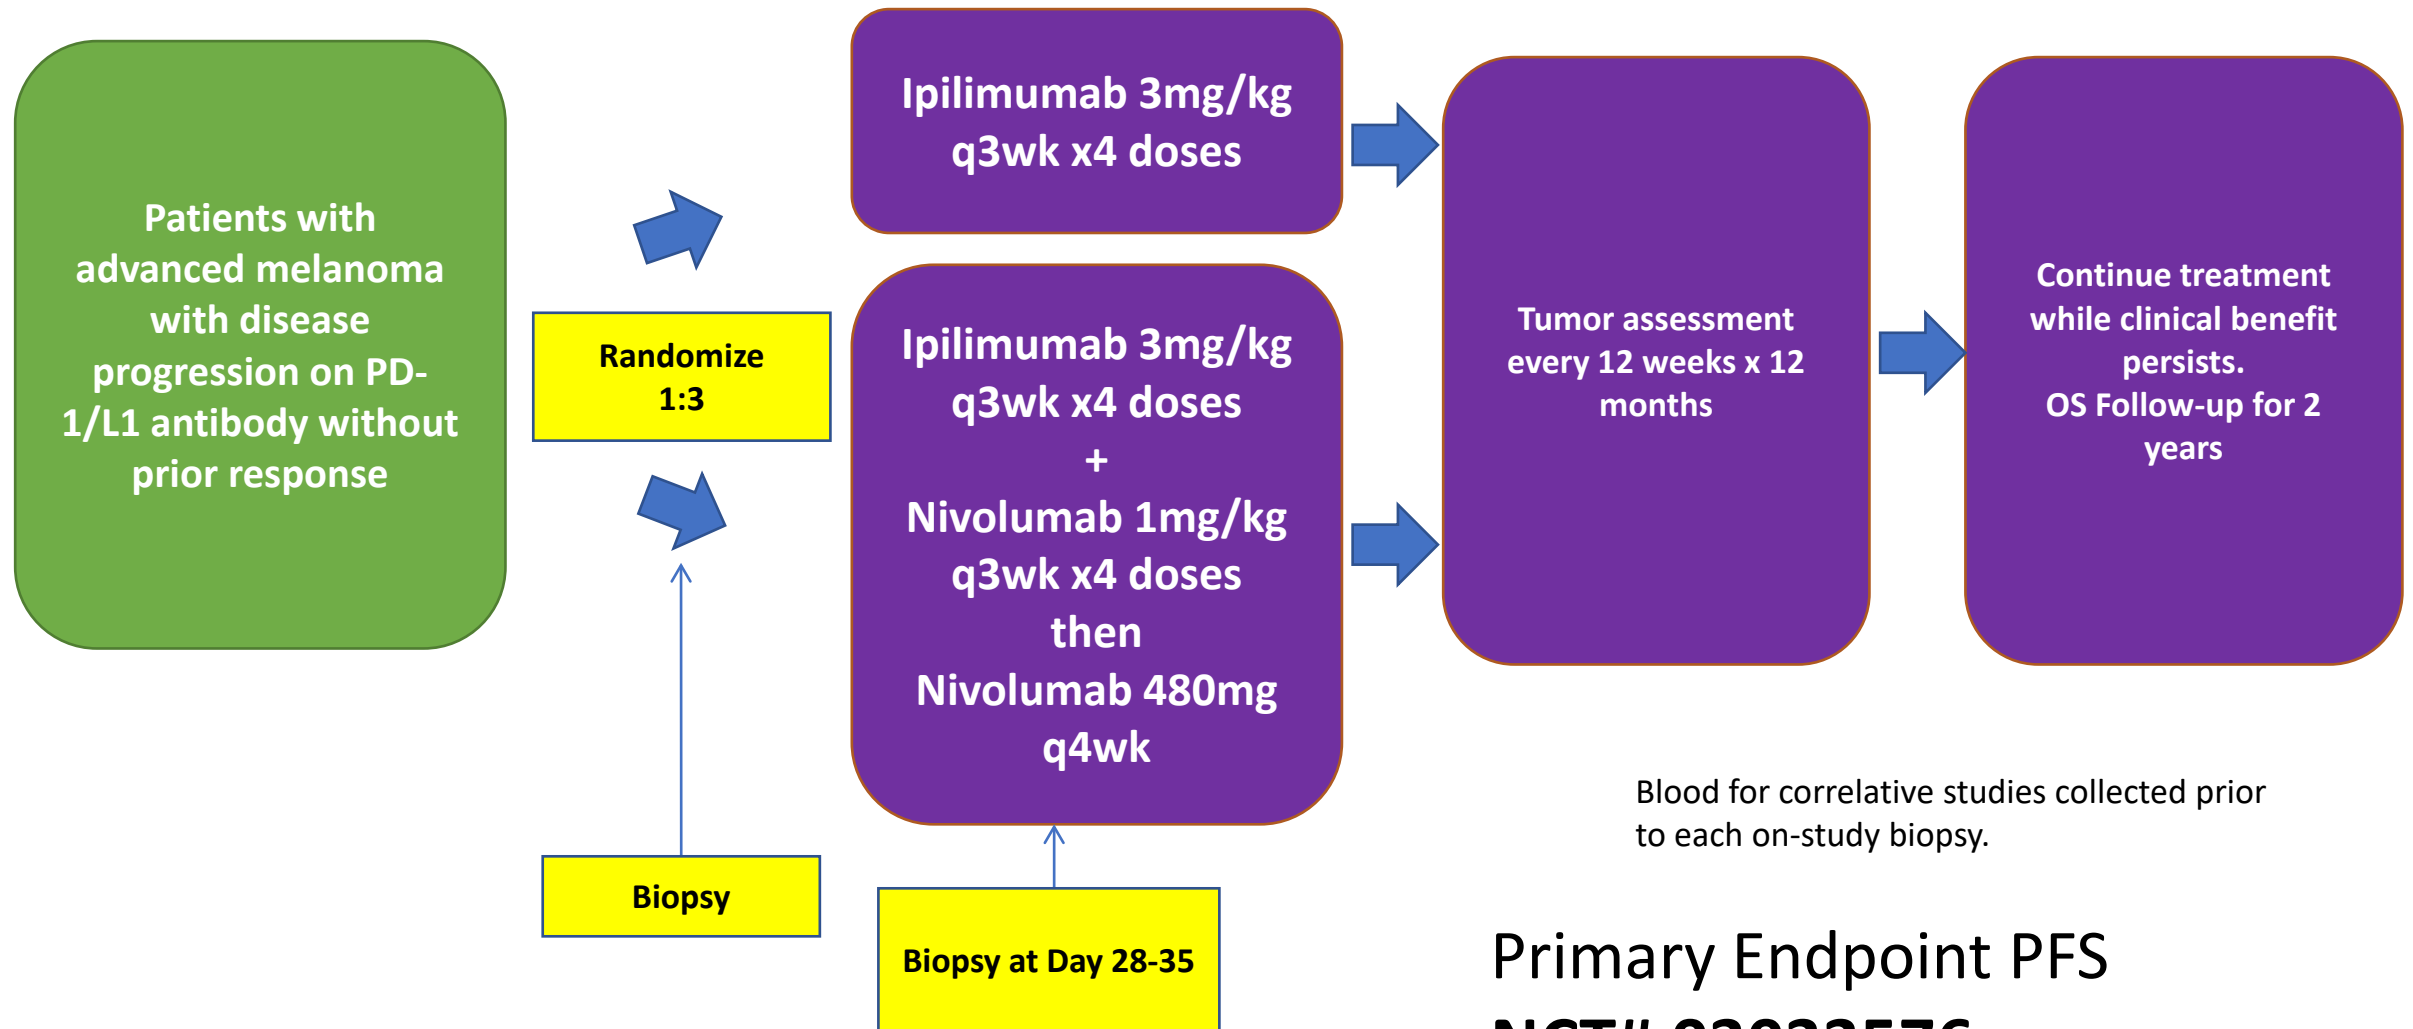 Patients with
advanced melanoma
with disease
progression on PD-
1/L1 antibody without
prior response
Randomize
1:3
Biopsy
Ipilimumab 3mg/kg
q3wk x4 doses
Ipilimumab 3mg/kg
q3wk x4 doses
+
Nivolumab 1mg/kg
q3wk x4 doses
then
Nivolumab 480mg
q4wk
Biopsy at Day 28-35
Tumor assessment
every 12 weeks x 12
months
Continue treatment
while clinical benefit
persists.
OS Follow-up for 2
years
Blood for correlative studies collected prior
to each on-study biopsy.
Primary Endpoint PFS
NCT#